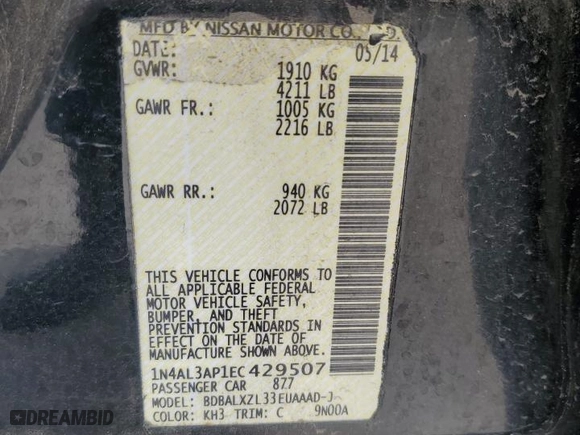 MFD BY NISSAN MOTOR CO., LTD.
DATE: 05/14
GVWR: 1910 KG
4211 LB
GAWR FR.: 1005 KG
2216 LB
GAWR RR.: 940 KG
2072 LB
THIS VEHICLE CONFORMS TO
ALL APPLICABLE FEDERAL
MOTOR VEHICLE SAFETY,
BUMPER, AND THEFT
PREVENTION STANDARDS IN
EFFECT ON THE DATE OF
MANUFACTURE SHOWN ABOVE.
1N4AL3AP1EC429507
PASSENGER CAR 877
MODEL: BDBALXZL33EUAAAD-J
COLOR: KH3 TRIM: C 9N00A
DREAMBID